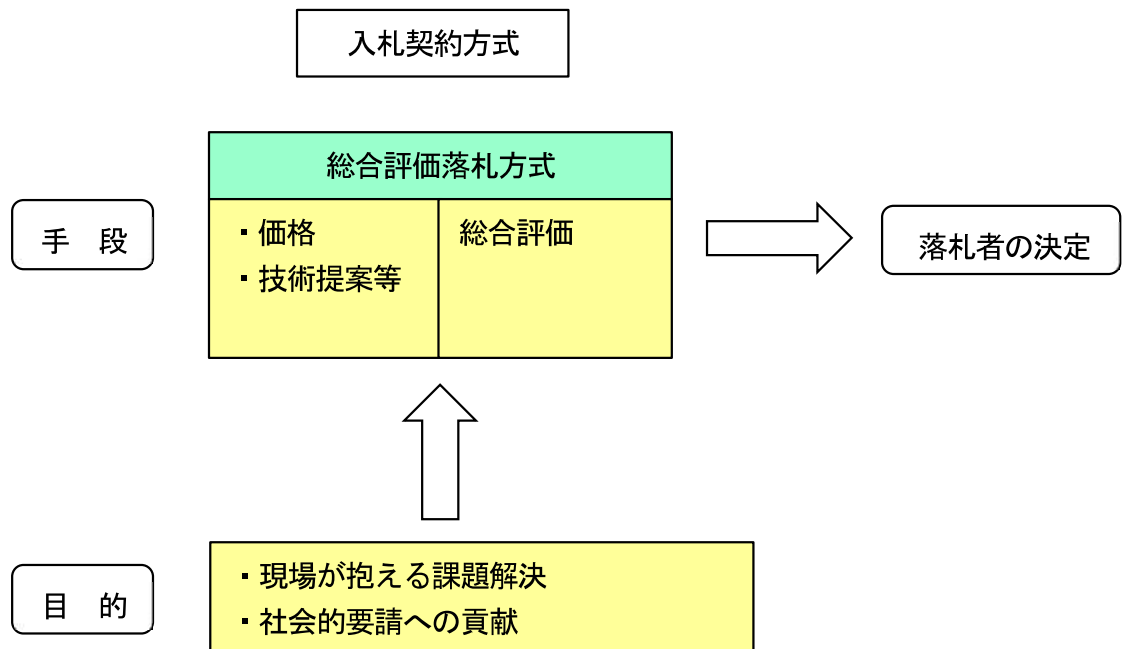 入札契約方式
総合評価落札方式
手　段
・価格
・技術提案等
総合評価
落札者の決定
目　的
・現場が抱える課題解決
・社会的要請への貢献